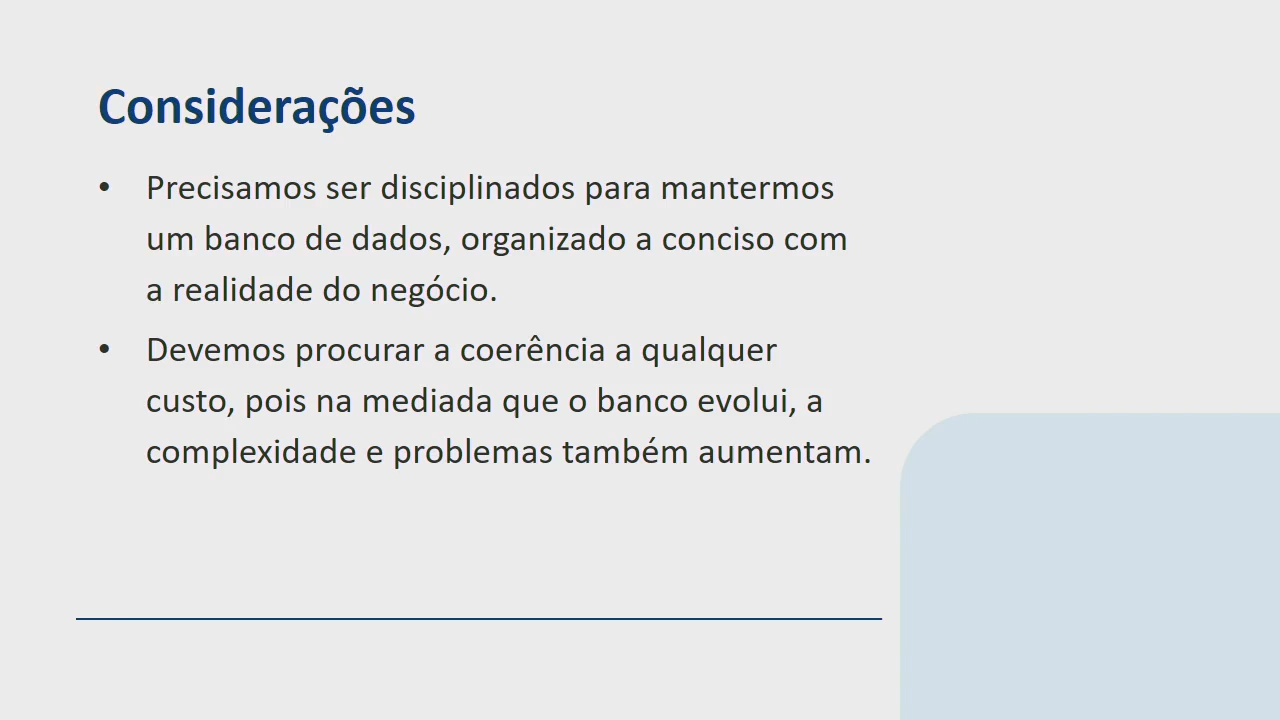 Considerações
• Precisamos ser disciplinados para mantermos
um banco de dados, organizado a conciso com
a realidade do negócio.
• Devemos procurar a coerência a qualquer
custo, pois na mediada que o banco evolui, a
complexidade e problemas também aumentam.